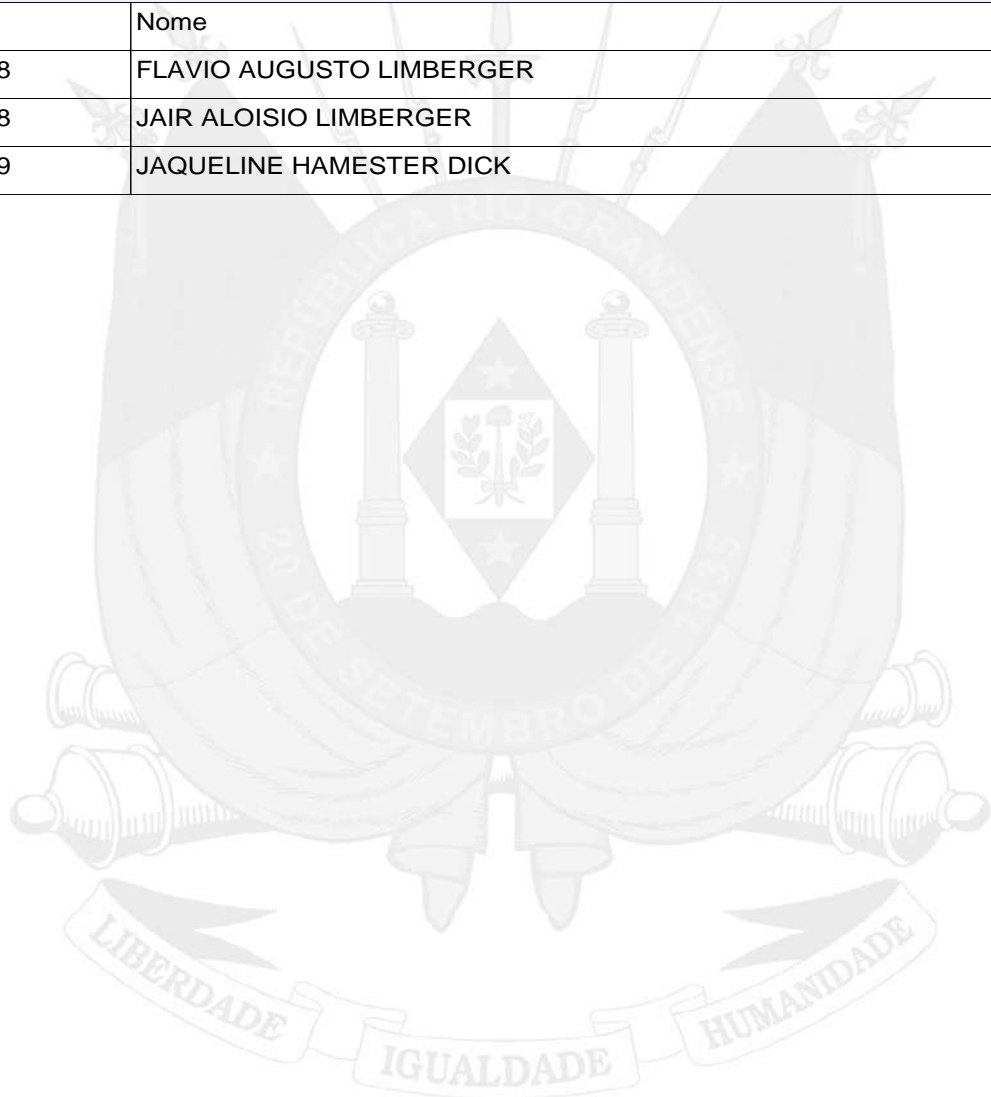 Nome
8 FLAVIO AUGUSTO LIMBERGER
8 JAIR ALOISIO LIMBERGER
9 JAQUELINE HAMESTER DICK
REPÚBLICA RIO-GRANDENSE
20 DE SETEMBRO DE 1835
LIBERDADE IGUALDADE HUMANIDADE